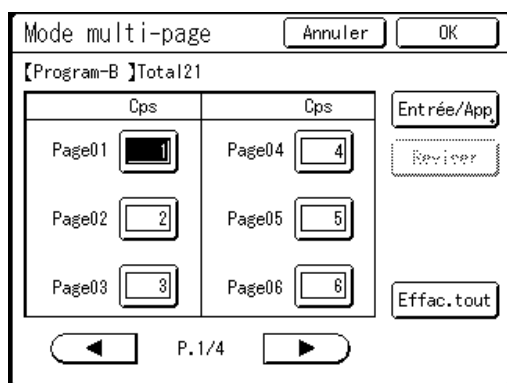 Mode multi-page Annuler OK
【Program-B 】Total21
Cps Cps Entrée/App.
Page01 1 Page04 4 Reviser
Page02 2 Page05 5
Page03 3 Page06 6 Effac.tout
◀ P.1/4 ▶